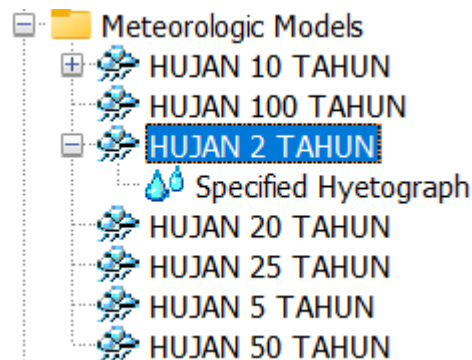 Meteorologic Models
HUJAN 10 TAHUN
HUJAN 100 TAHUN
HUJAN 2 TAHUN
Specified Hyetograph
HUJAN 20 TAHUN
HUJAN 25 TAHUN
HUJAN 5 TAHUN
HUJAN 50 TAHUN